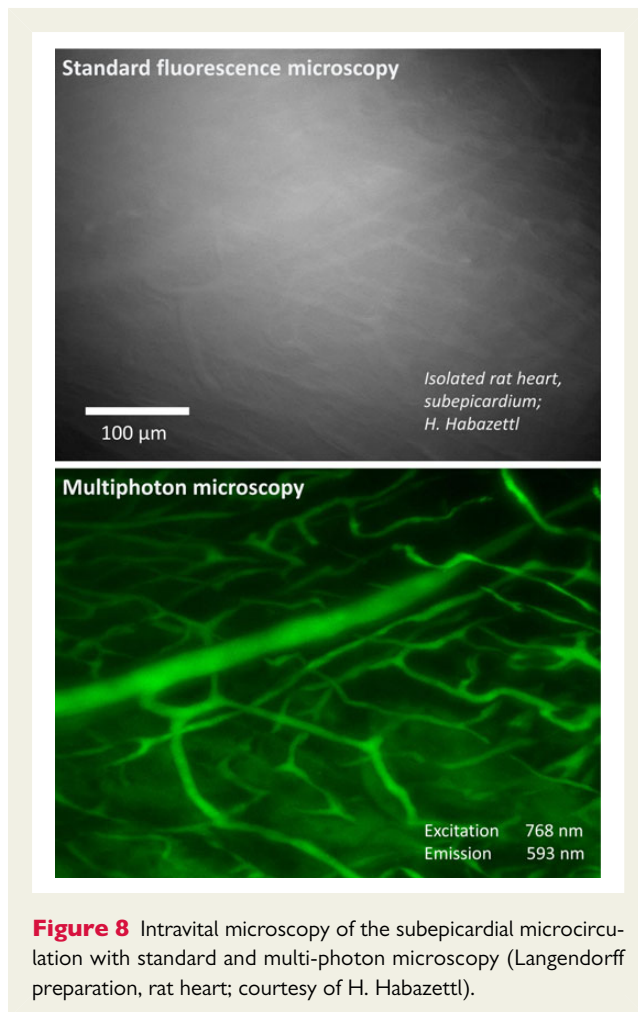 Standard fluorescence microscopy
Isolated rat heart,
subepicardium;
H. Habazettl
100 μm
Multiphoton microscopy
Excitation 768 nm
Emission 593 nm
Figure 8 Intravital microscopy of the subepicardial microcircu-
lation with standard and multi-photon microscopy (Langendorff
preparation, rat heart; courtesy of H. Habazettl).